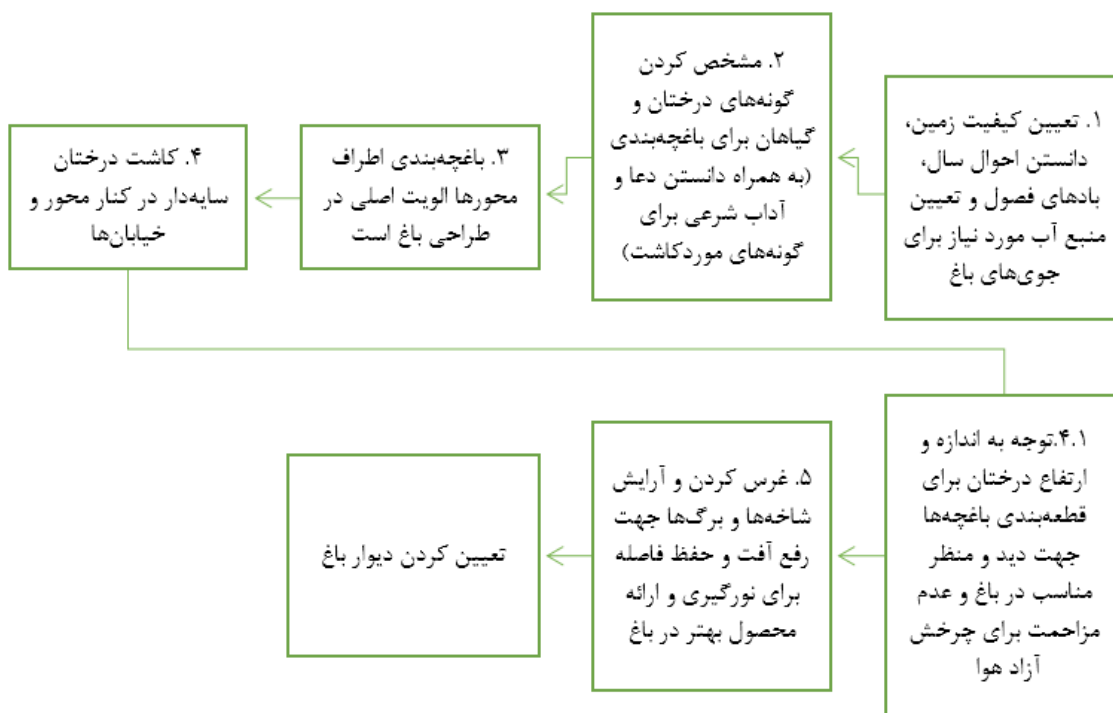 ۱. تعیین کیفیت زمین،
دانستن احوال سال،
بادهای فصول و تعیین
منبع آب مورد نیاز برای
جوی‌های باغ
۲. مشخص کردن
گونه‌های درختان و
گیاهان برای باغچه‌بندی
(به همراه دانستن دعا و
آداب شرعی برای
گونه‌های موردکاشت)
۳. باغچه‌بندی اطراف
محورها الویت اصلی در
طراحی باغ است
۴. کاشت درختان
سایه‌دار در کنار محور و
خیابان‌ها
۴.۱.توجه به اندازه و
ارتفاع درختان برای
قطعه‌بندی باغچه‌ها
جهت دید و منظر
مناسب در باغ و عدم
مزاحمت برای چرخش
آزاد هوا
۵. غرس کردن و آرایش
شاخه‌ها و برگ‌ها جهت
رفع آفت و حفظ فاصله
برای نورگیری و ارائه
محصول بهتر در باغ
تعیین کردن دیوار باغ